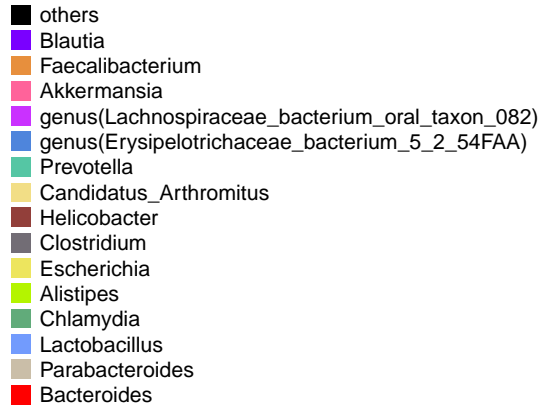 others
Blautia
Faecalibacterium
Akkermansia
genus(Lachnospiraceae_bacterium_oral_taxon_082)
genus(Erysipelotrichaceae_bacterium_5_2_54FAA)
Prevotella
Candidatus_Arthromitus
Helicobacter
Clostridium
Escherichia
Alistipes
Chlamydia
Lactobacillus
Parabacteroides
Bacteroides